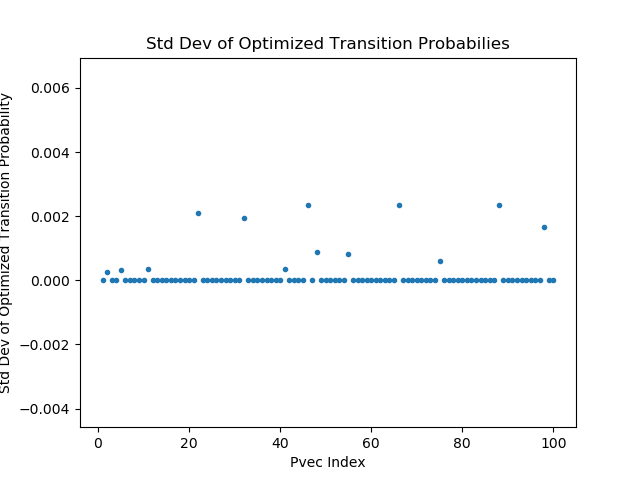 Std Dev of Optimized Transition Probabilies
Std Dev of Optimized Transition Probability
0.006
0.004
0.002
0.000
−0.002
−0.004
0 20 40 60 80 100
Pvec Index